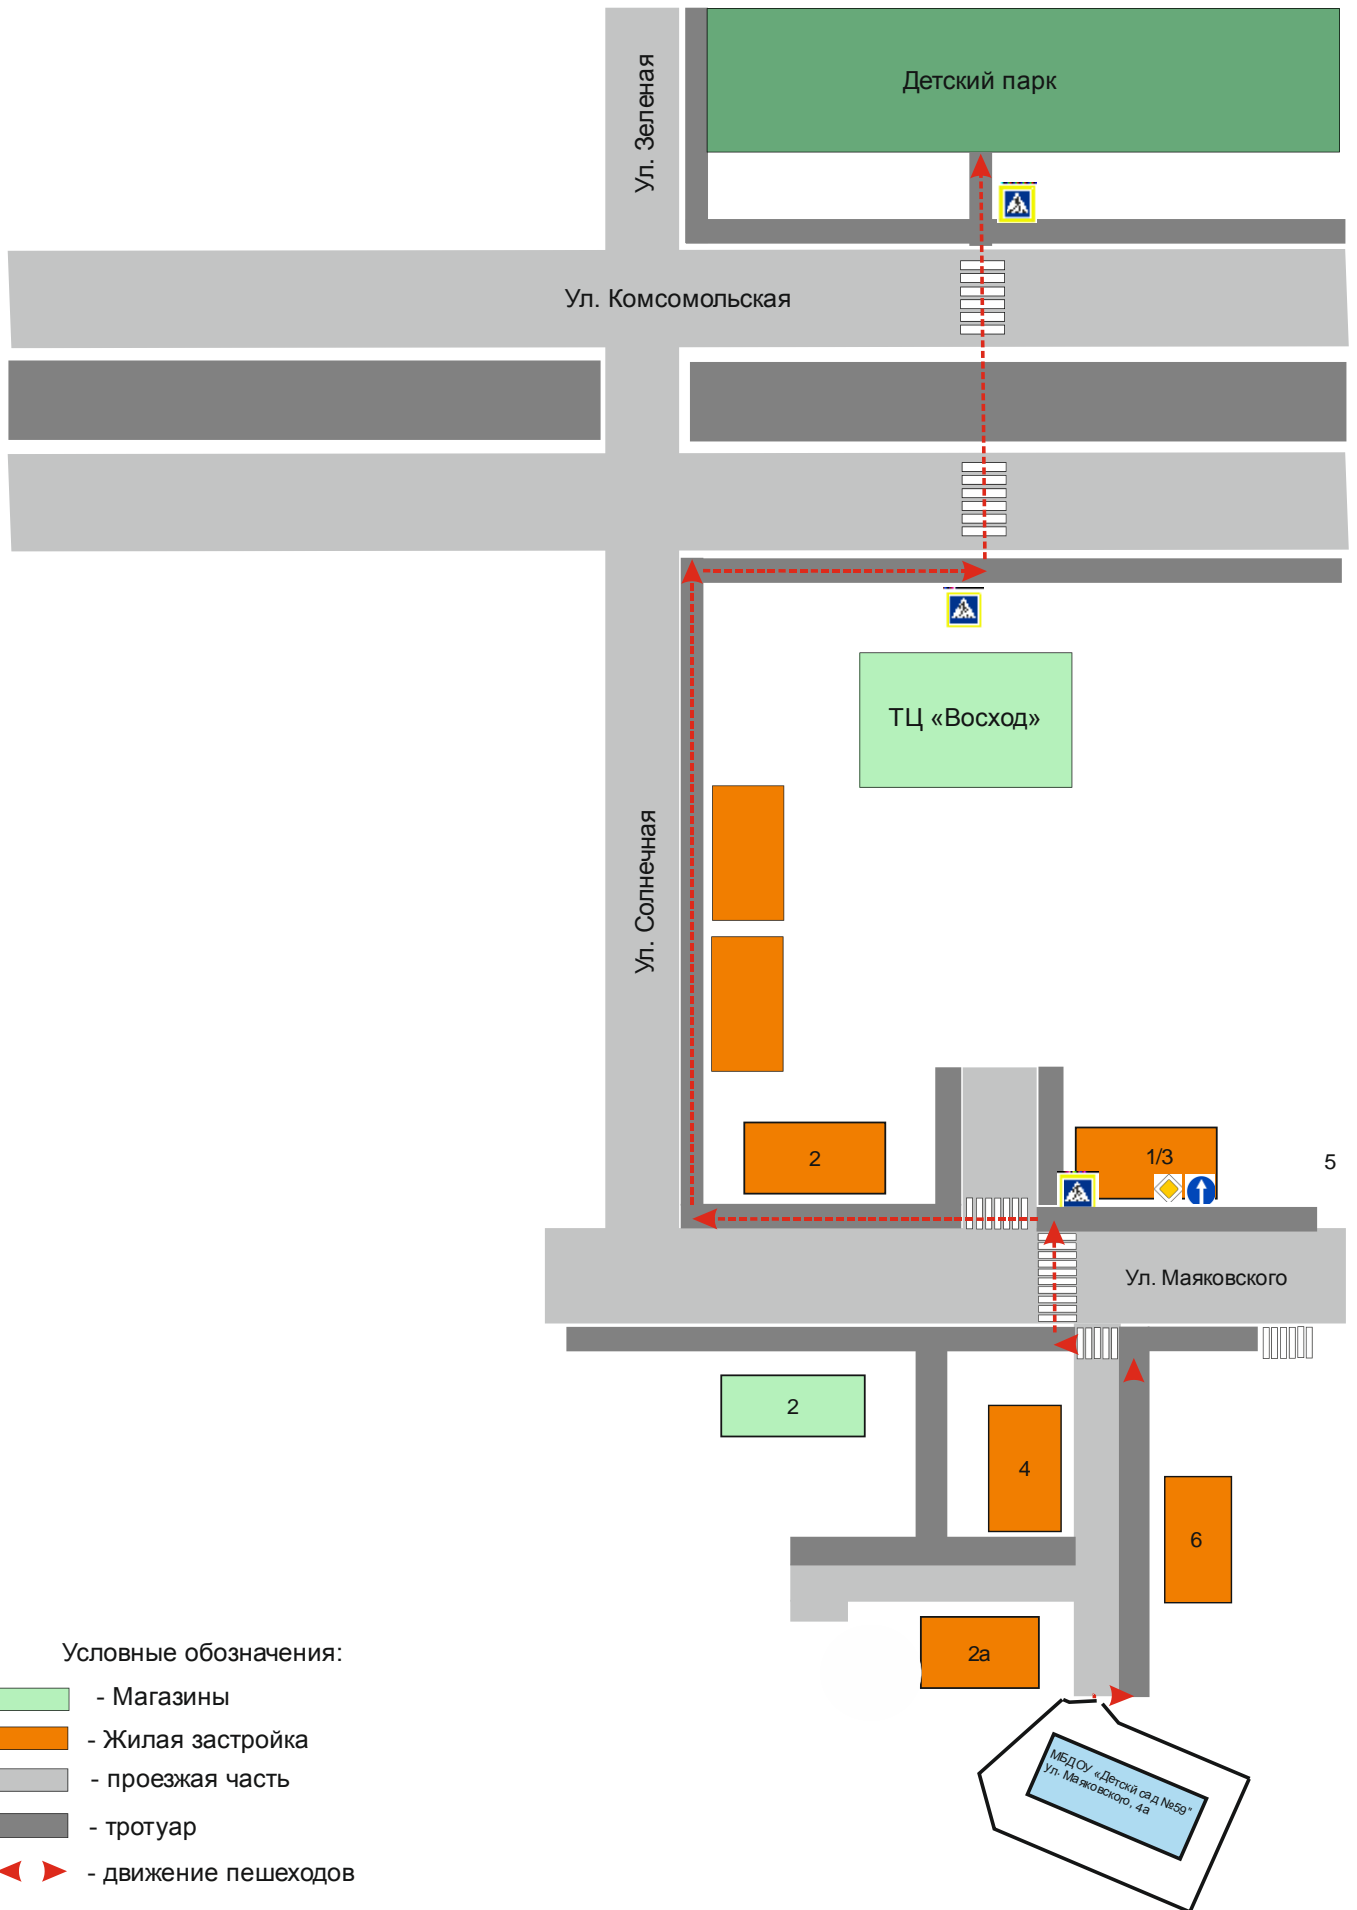 Детский парк
Ул. Зеленая
Ул. Комсомольская
ТЦ «Восход»
Ул. Солнечная
2
1/3
5
Ул. Маяковского
2
4
6
2а
Условные обозначения:
- Магазины
- Жилая застройка
- проезжая часть
- тротуар
- движение пешеходов
МБДОУ «Детскй сад №59"
Ул. Маяковского, 4а